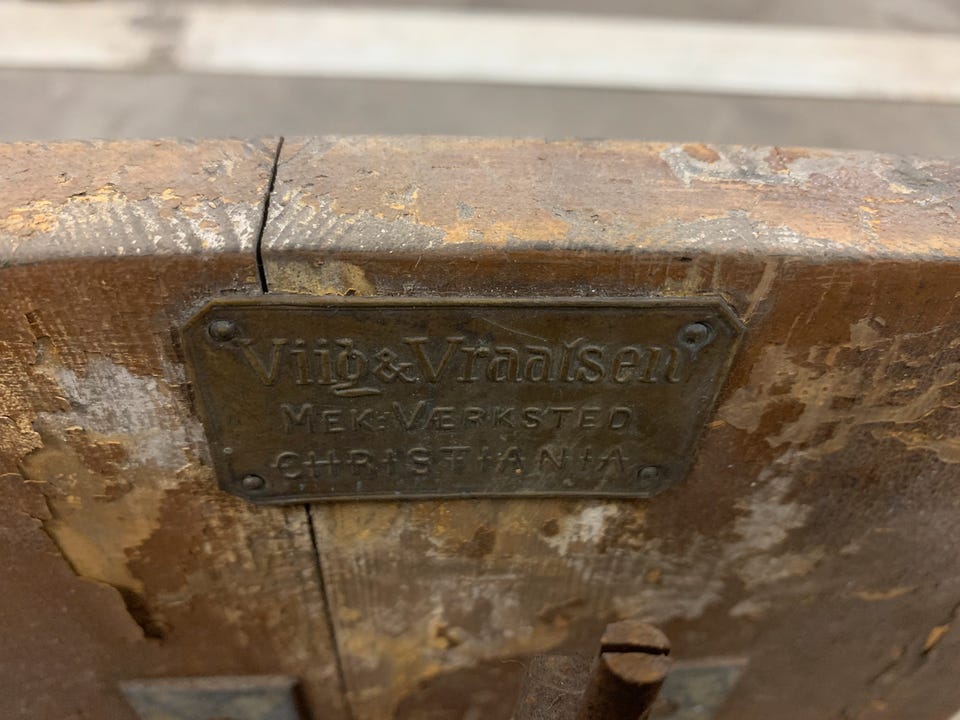 Viig & Vraalsen
MEK: VÆRKSTED
CHRISTIANIA